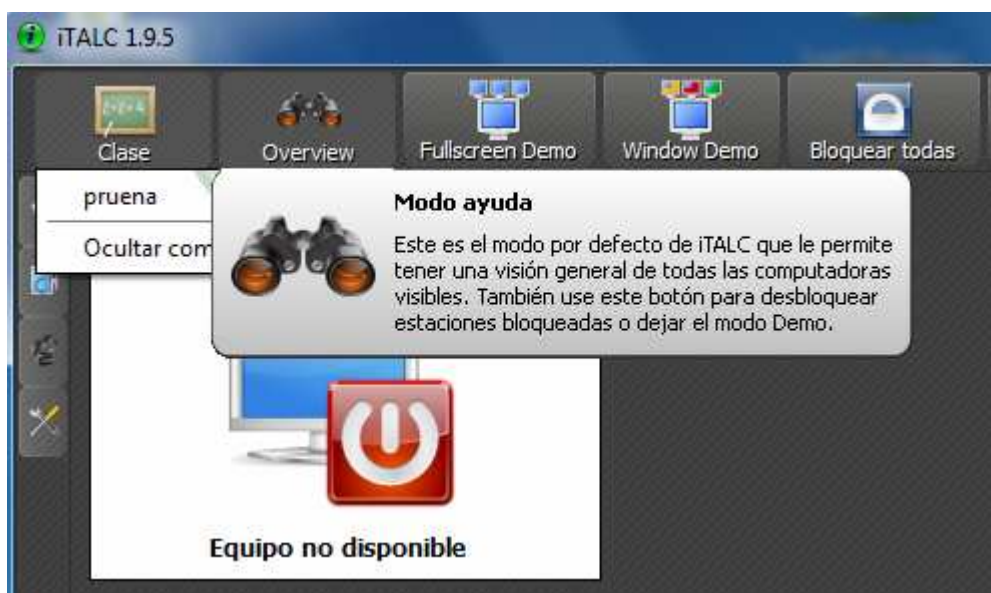 iTALC 1.9.5
Clase
Overview
Fullscreen Demo
Window Demo
Bloquear todas
pruena
Ocultar com
Modo ayuda
Este es el modo por defecto de iTALC que le permite
tener una visión general de todas las computadoras
visibles. También use este botón para desbloquear
estaciones bloqueadas o dejar el modo Demo.
Equipo no disponible